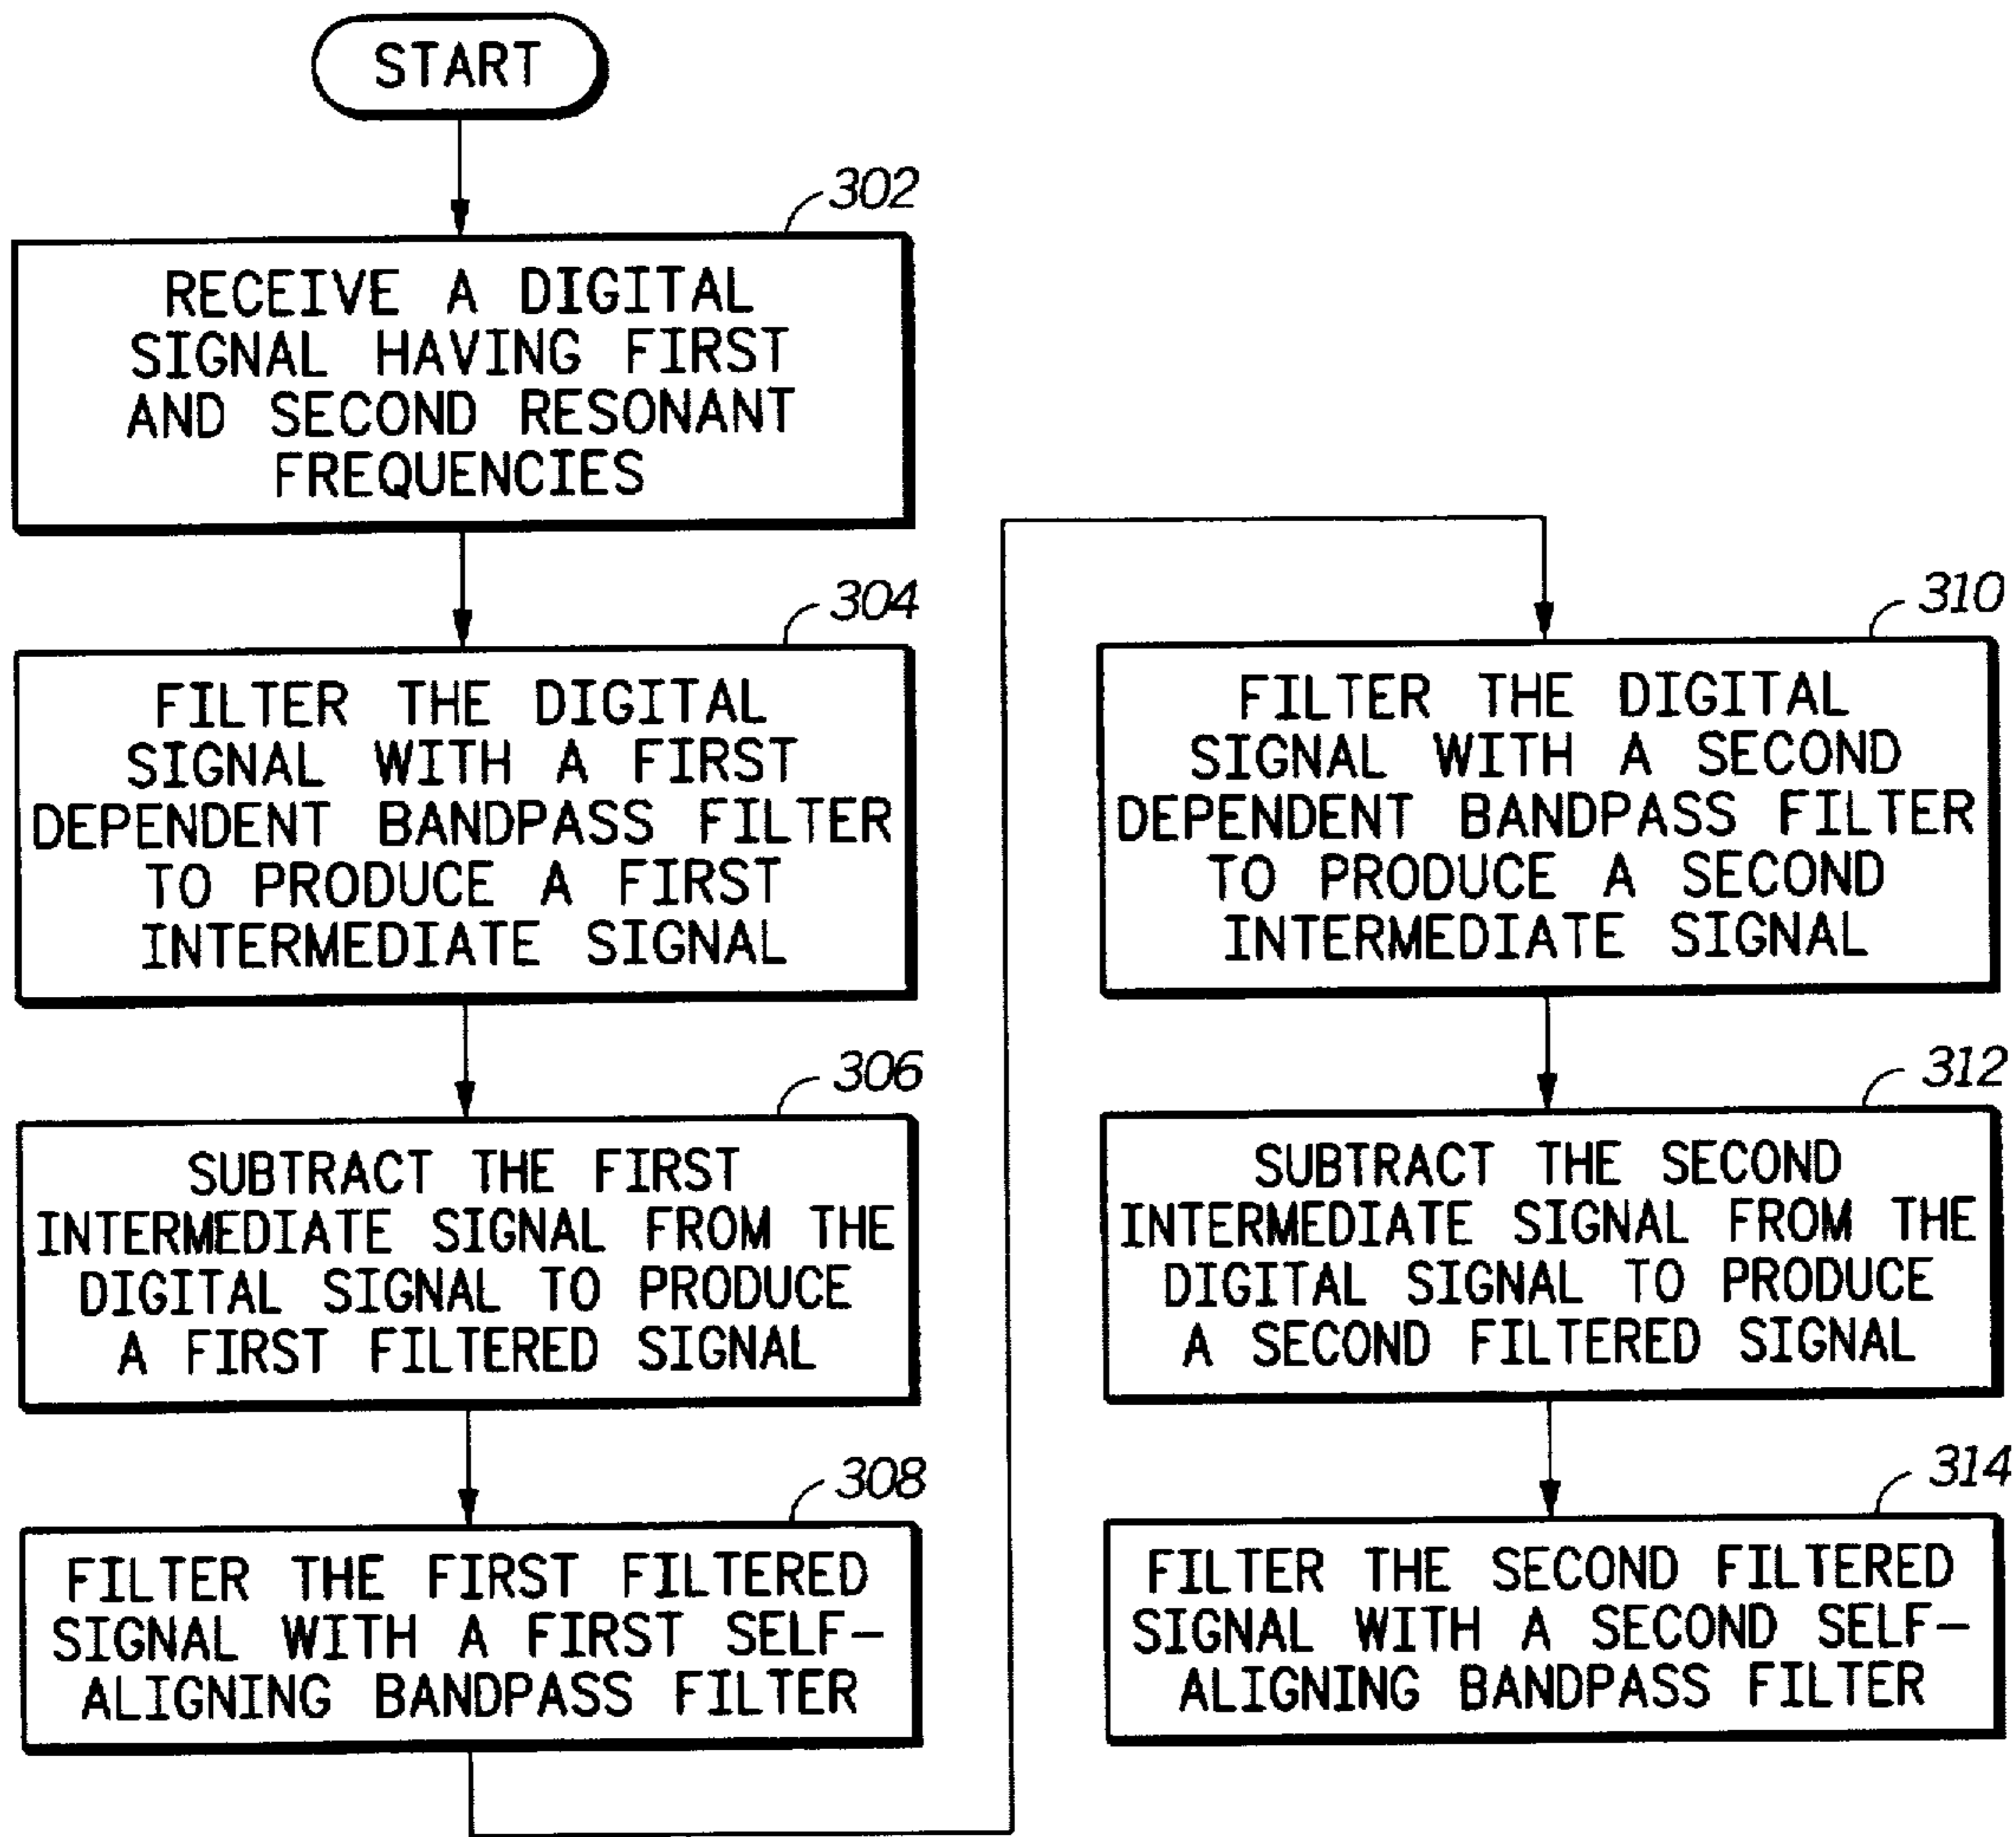 START
302
RECEIVE A DIGITAL
SIGNAL HAVING FIRST
AND SECOND RESONANT
FREQUENCIES
304
FILTER THE DIGITAL
SIGNAL WITH A FIRST
DEPENDENT BANDPASS FILTER
TO PRODUCE A FIRST
INTERMEDIATE SIGNAL
306
SUBTRACT THE FIRST
INTERMEDIATE SIGNAL FROM THE
DIGITAL SIGNAL TO PRODUCE
A FIRST FILTERED SIGNAL
308
FILTER THE FIRST FILTERED
SIGNAL WITH A FIRST SELF-
ALIGNING BANDPASS FILTER
310
FILTER THE DIGITAL
SIGNAL WITH A SECOND
DEPENDENT BANDPASS FILTER
TO PRODUCE A SECOND
INTERMEDIATE SIGNAL
312
SUBTRACT THE SECOND
INTERMEDIATE SIGNAL FROM THE
DIGITAL SIGNAL TO PRODUCE
A SECOND FILTERED SIGNAL
314
FILTER THE SECOND FILTERED
SIGNAL WITH A SECOND SELF-
ALIGNING BANDPASS FILTER